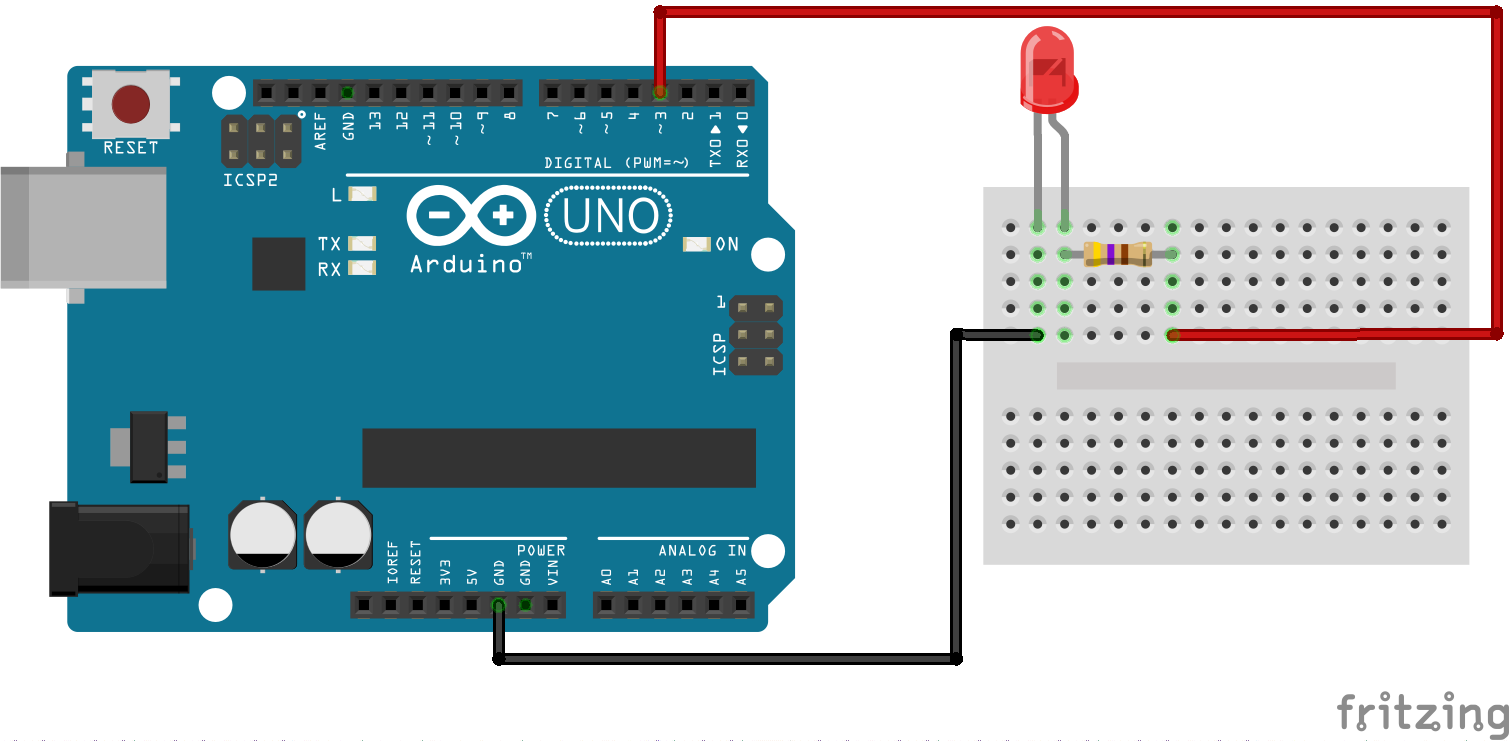 RESET
ICSP2
AREF
GND
13
12
~11
~10
~9
8
7
~6
~5
4
~3
2
TX0▶1
RX0◀0
DIGITAL (PWM=~)
L
TX
RX
UNO
Arduino™
ON
1
ICSP
IOREF
RESET
3V3
5V
GND
GND
VIN
POWER
ANALOG IN
A0
A1
A2
A3
A4
A5
fritzing